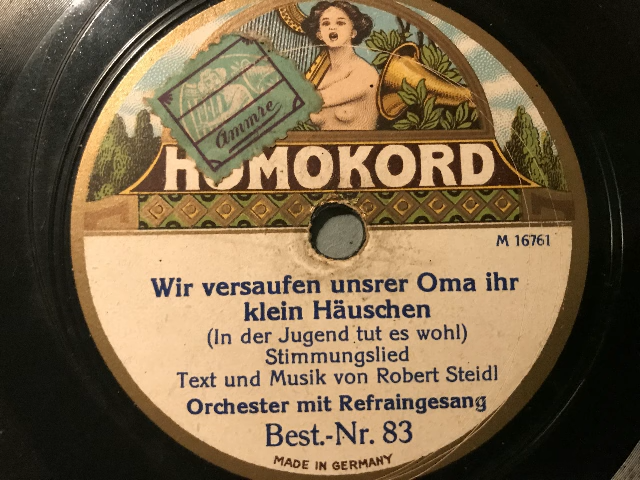 Ammre
HOMOKORD
M 16761
Wir versaufen unsrer Oma ihr
klein Häuschen
(In der Jugend tut es wohl)
Stimmungslied
Text und Musik von Robert Steidl
Orchester mit Refraingesang
Best.-Nr. 83
MADE IN GERMANY